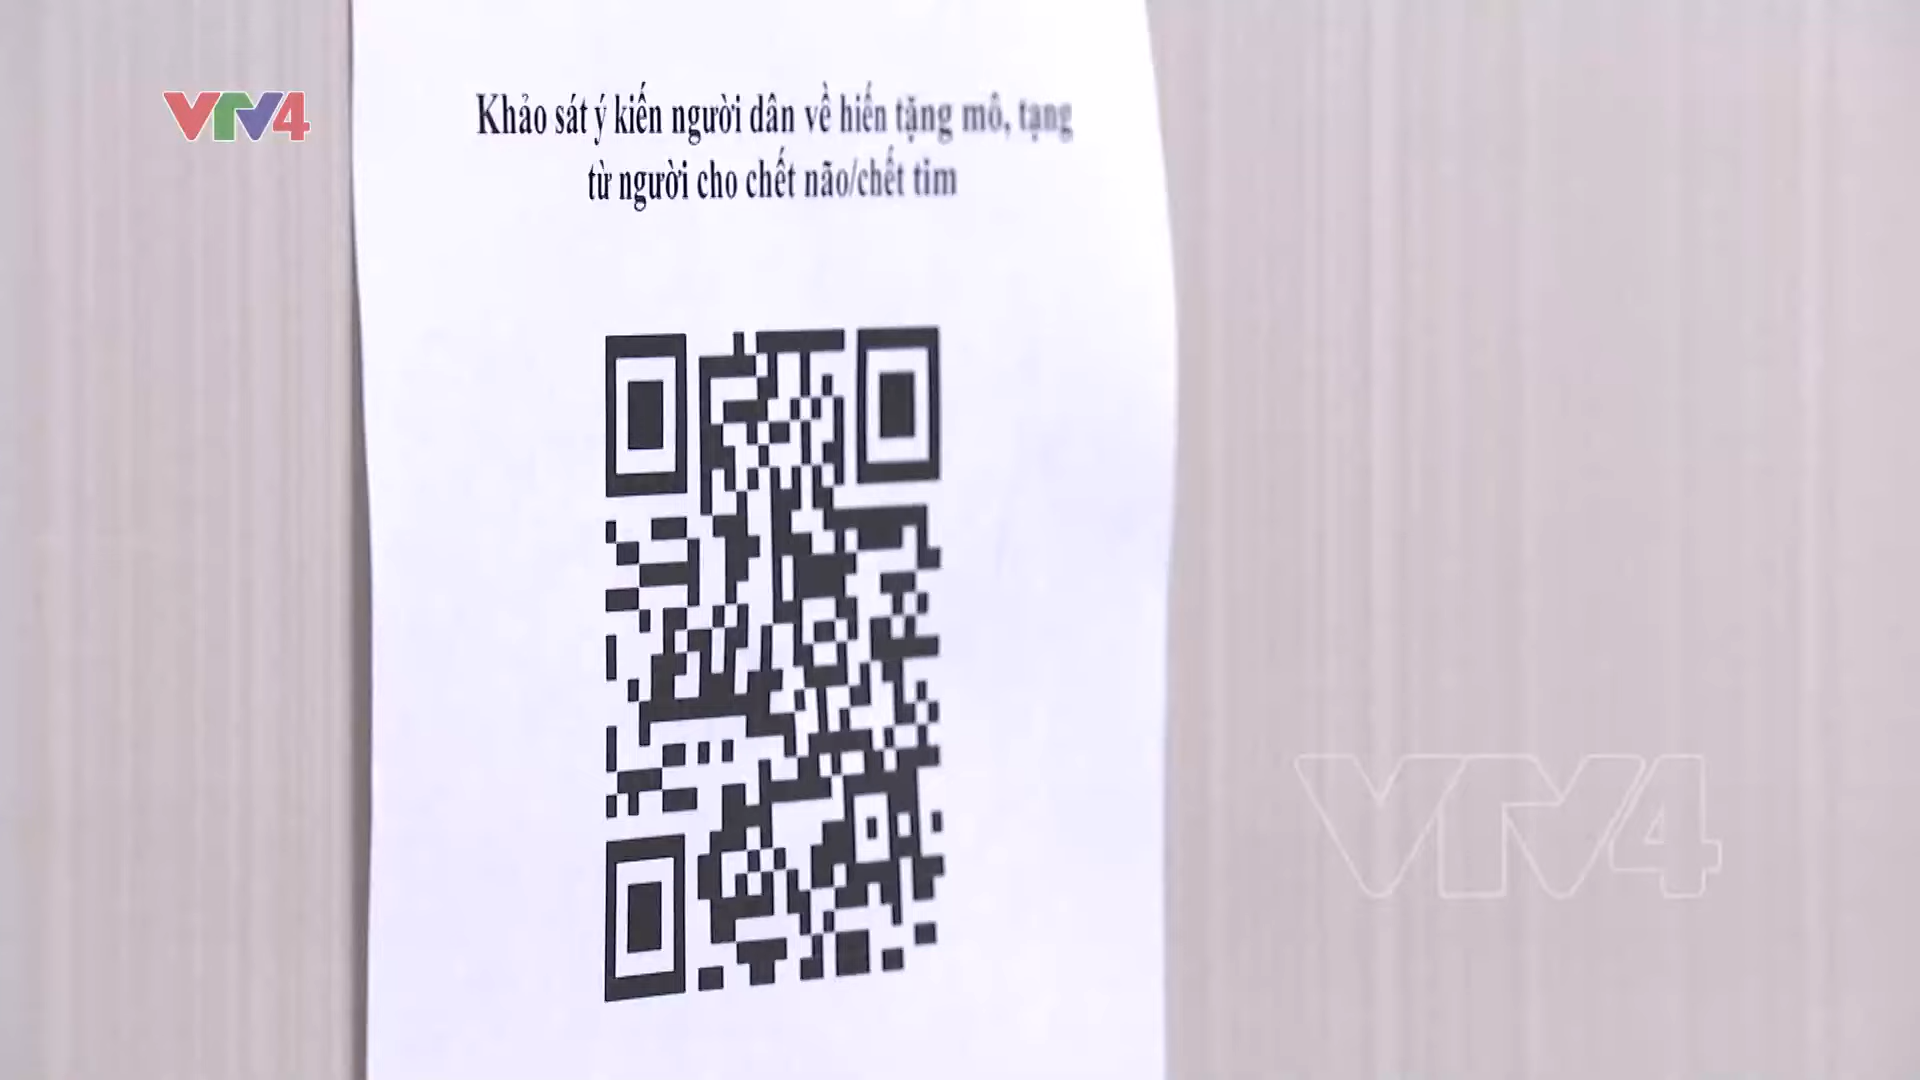 VTV4
Khảo sát ý kiến người dân về hiến tặng mô, tạng
từ người cho chết não/chết tim
VTV4